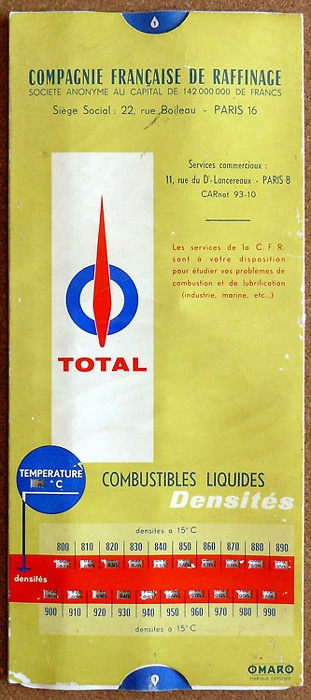 COMPAGNIE FRANÇAISE DE RAFFINAGE
SOCIETE ANONYME AU CAPITAL DE 142 000 000 DE FRANCS
Siège Social : 22, rue Boileau - PARIS 16
Services commerciaux :
11, rue du Dr-Lancereaux - PARIS 8
CARnot 93-10
Les services de la C. F. R.
sont à votre disposition
pour étudier vos problèmes de
combustion et de lubrification
(industrie, marine, etc...)
TOTAL
TEMPERATURE
° C
COMBUSTIBLES LIQUIDES
Densités
densites a 15° C
800 810 820 830 840 850 860 870 880 890
densités
900 910 920 930 940 950 960 970 980 990
densites a 15° C
OMARO